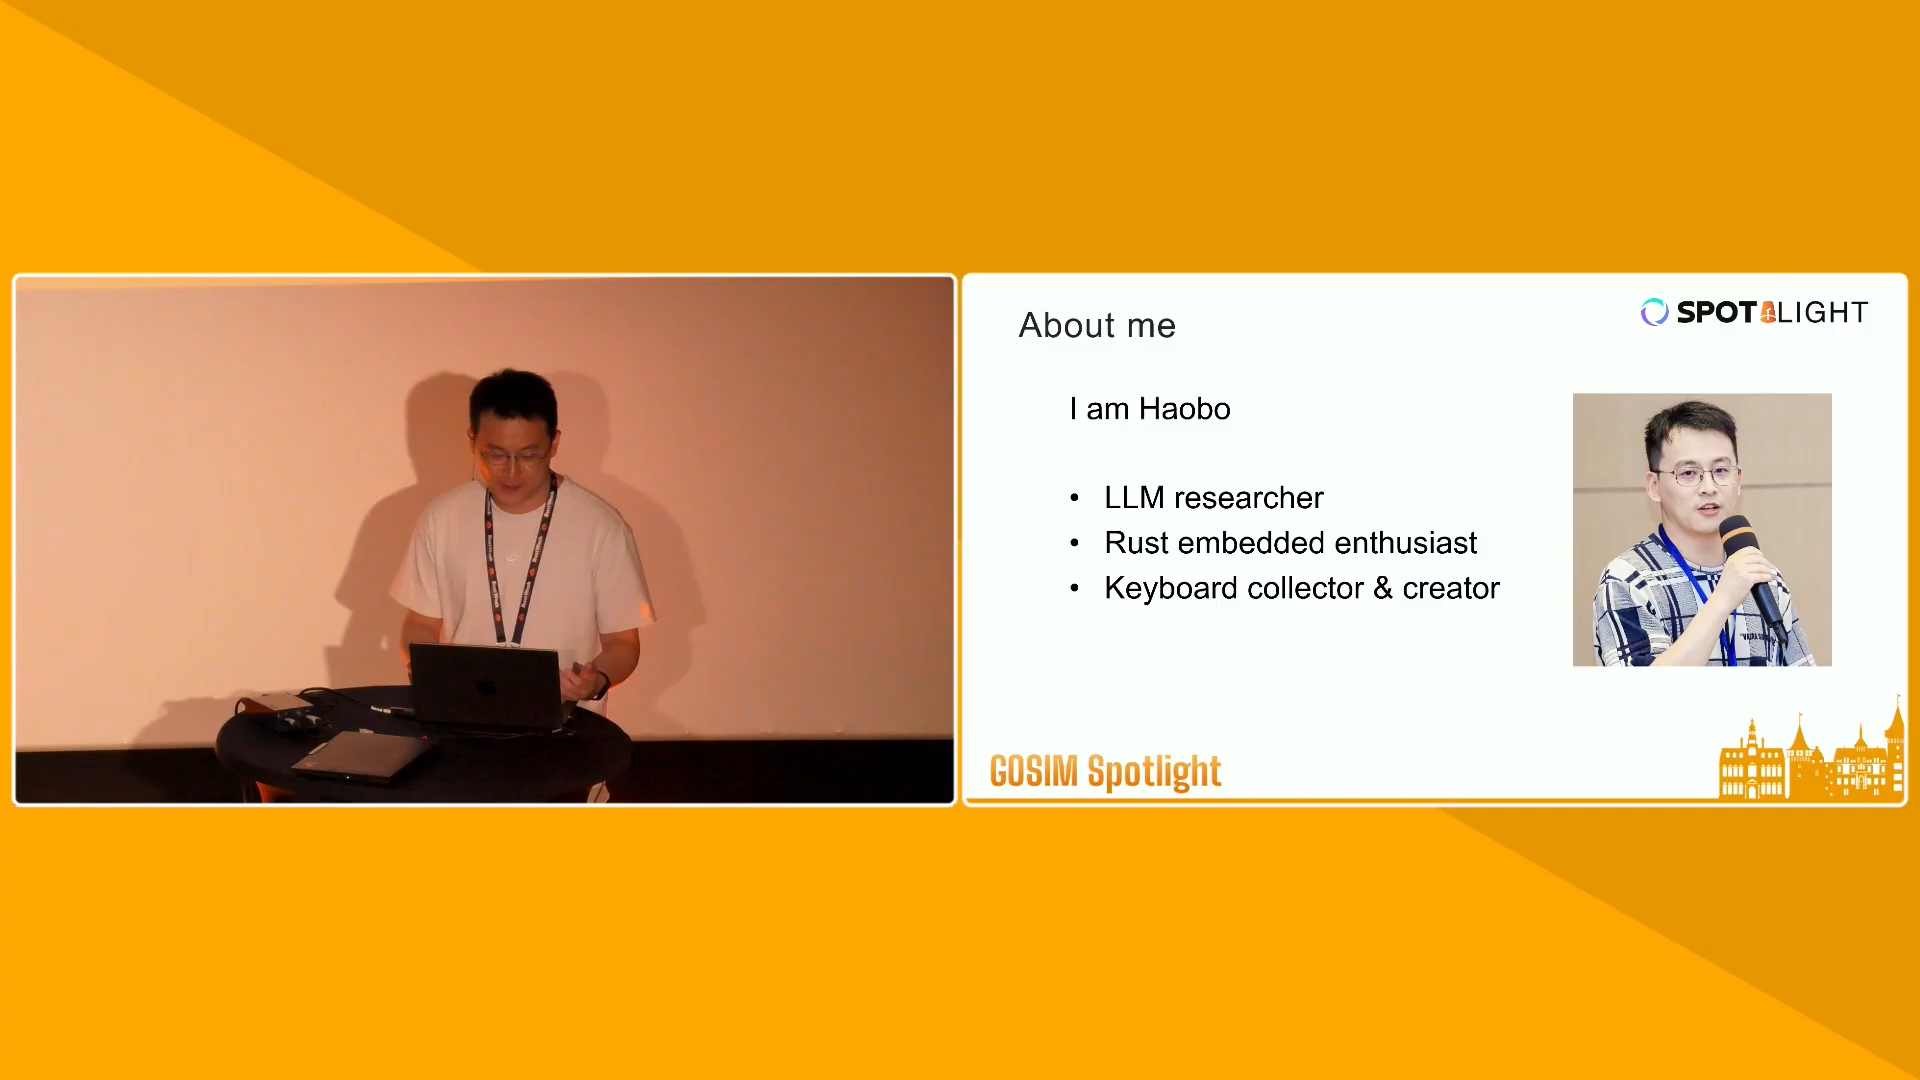 About me
SPOTLIGHT
I am Haobo
• LLM researcher
• Rust embedded enthusiast
• Keyboard collector & creator
GOSIM Spotlight